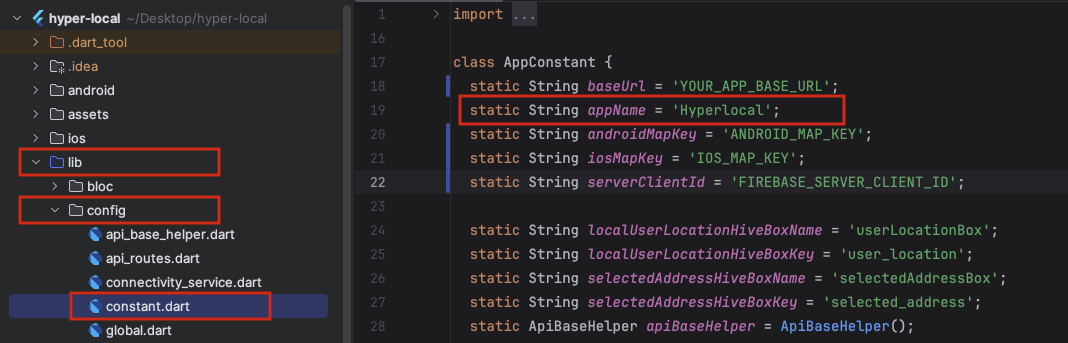 hyper-local ~/Desktop/hyper-local
.dart_tool
.idea
android
assets
ios
lib
bloc
config
api_base_helper.dart
api_routes.dart
connectivity_service.dart
constant.dart
global.dart
1 import ...
16
17 class AppConstant {
18 static String baseUrl = 'YOUR_APP_BASE_URL';
19 static String appName = 'Hyperlocal';
20 static String androidMapKey = 'ANDROID_MAP_KEY';
21 static String iosMapKey = 'IOS_MAP_KEY';
22 static String serverClientId = 'FIREBASE_SERVER_CLIENT_ID';
23
24 static String localUserLocationHiveBoxName = 'userLocationBox';
25 static String localUserLocationHiveBoxKey = 'user_location';
26 static String selectedAddressHiveBoxName = 'selectedAddressBox';
27 static String selectedAddressHiveBoxKey = 'selected_address';
28 static ApiBaseHelper apiBaseHelper = ApiBaseHelper();